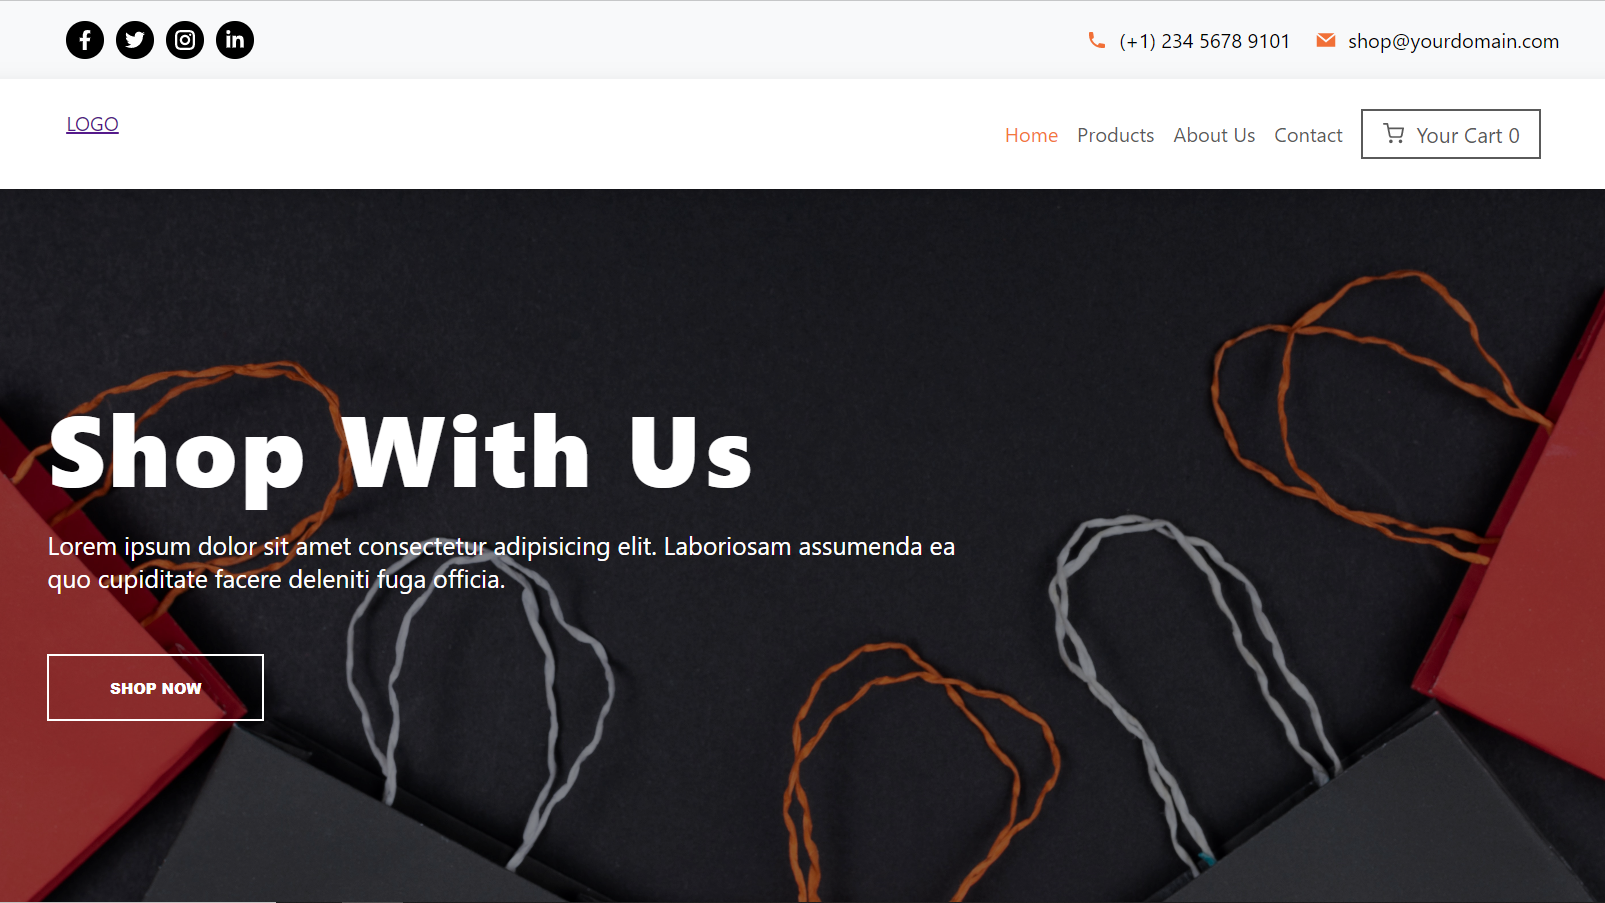 (+1) 234 5678 9101 shop@yourdomain.com
LOGO
Home Products About Us Contact Your Cart 0
Shop With Us
Lorem ipsum dolor sit amet consectetur adipisicing elit. Laboriosam assumenda ea
quo cupiditate facere deleniti fuga officia.
SHOP NOW